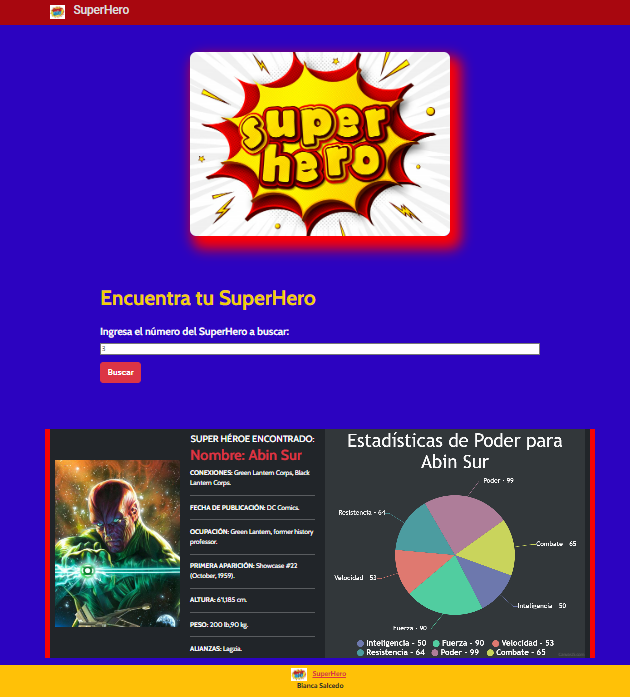 SuperHero
super
hero
Encuentra tu SuperHero
Ingresa el número del SuperHero a buscar:
3
Buscar
SUPER HÉROE ENCONTRADO:
Nombre: Abin Sur
CONEXIONES: Green Lantern Corps, Black
Lantern Corps.
FECHA DE PUBLICACIÓN: DC Comics.
OCUPACIÓN: Green Lantern, former history
professor.
PRIMERA APARICIÓN: Showcase #22
(October, 1959).
ALTURA: 6'1,185 cm.
PESO: 200 lb,90 kg.
ALIANZAS: Lagzia.
Estadísticas de Poder para
Abin Sur
Poder - 99
Resistencia - 64
Combate 65
Velocidad 53
Inteligencia 50
Fuerza - 90
Inteligencia - 50 Fuerza - 90 Velocidad - 53
Resistencia - 64 Poder - 99 Combate - 65
SuperHero
Bianca Salcedo